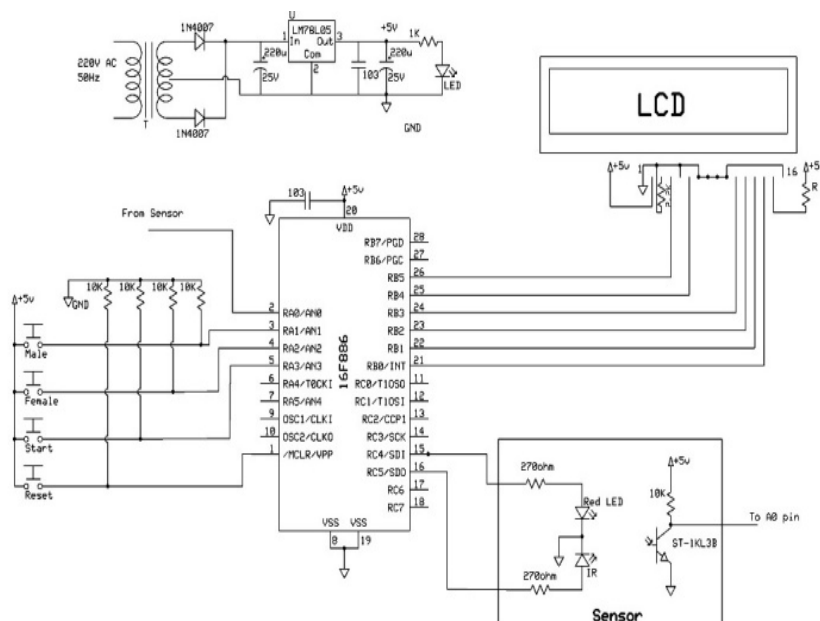 U
1N4007
LM78L05
+5v
1K
1 In Out 3
Com
2
220u
25V
103
220u
25V
LED
220V AC
50Hz
T
1N4007
GND
LCD
+5v
1
16
+5
R
103
+5v
20
VDD
From Sensor
10K 10K 10K 10K
+5v
GND
Male
Female
Start
Reset
16F886
2 RA0/AN0
3 RA1/AN1
4 RA2/AN2
5 RA3/AN3
6 RA4/T0CKI
7 RA5/AN4
9 OSC1/CLKI
10 OSC2/CLKO
1 /MCLR/VPP
RB7/PGD 28
RB6/PGC 27
RB5 26
RB4 25
RB3 24
RB2 23
RB1 22
RB0/INT 21
RC0/T1OSO 11
RC1/T1OSI 12
RC2/CCP1 13
RC3/SCK 14
RC4/SDI 15
RC5/SDO 16
RC6 17
RC7 18
VSS VSS
8 19
270ohm
Red LED
IR
270ohm
+5v
10K
ST-1KL3B
To A0 pin
Sensor